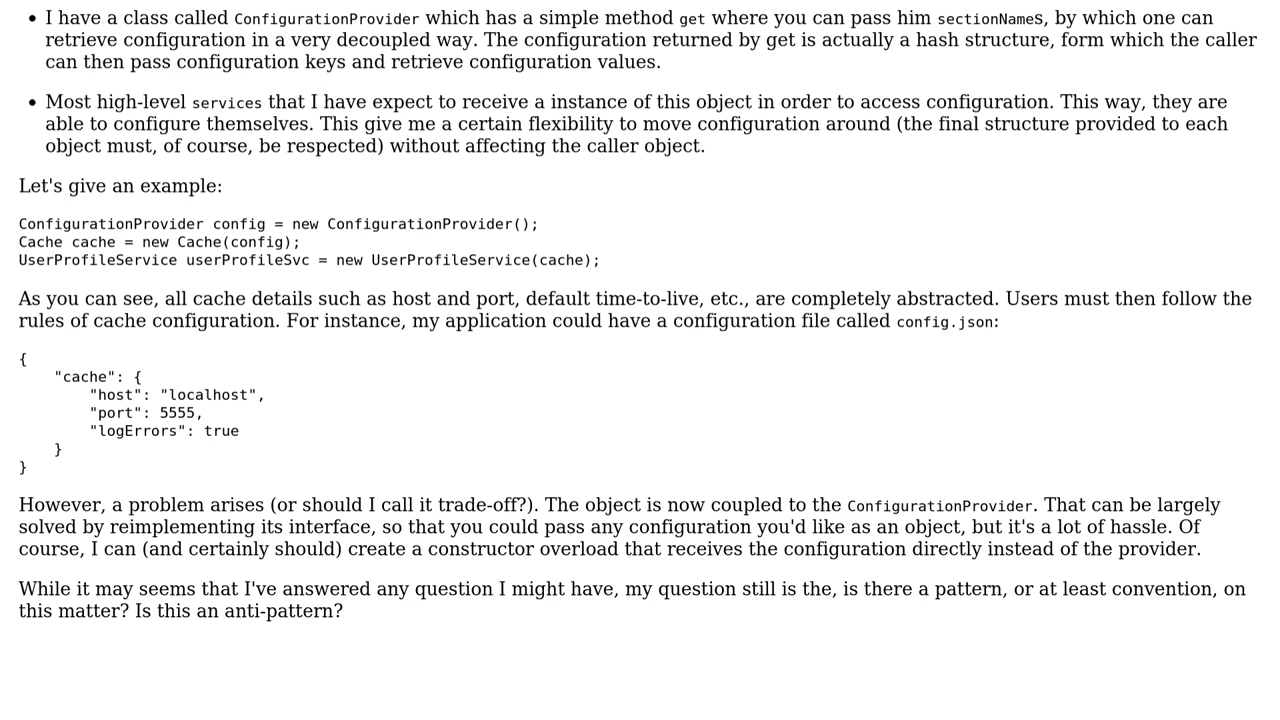 • I have a class called ConfigurationProvider which has a simple method get where you can pass him sectionNames, by which one can
retrieve configuration in a very decoupled way. The configuration returned by get is actually a hash structure, form which the caller
can then pass configuration keys and retrieve configuration values.
• Most high-level services that I have expect to receive a instance of this object in order to access configuration. This way, they are
able to configure themselves. This give me a certain flexibility to move configuration around (the final structure provided to each
object must, of course, be respected) without affecting the caller object.
Let's give an example:
ConfigurationProvider config = new ConfigurationProvider();
Cache cache = new Cache(config);
UserProfileService userProfileSvc = new UserProfileService(cache);
As you can see, all cache details such as host and port, default time-to-live, etc., are completely abstracted. Users must then follow the
rules of cache configuration. For instance, my application could have a configuration file called config.json:
{
    "cache": {
        "host": "localhost",
        "port": 5555,
        "logErrors": true
    }
}
However, a problem arises (or should I call it trade-off?). The object is now coupled to the ConfigurationProvider. That can be largely
solved by reimplementing its interface, so that you could pass any configuration you'd like as an object, but it's a lot of hassle. Of
course, I can (and certainly should) create a constructor overload that receives the configuration directly instead of the provider.
While it may seems that I've answered any question I might have, my question still is the, is there a pattern, or at least convention, on
this matter? Is this an anti-pattern?